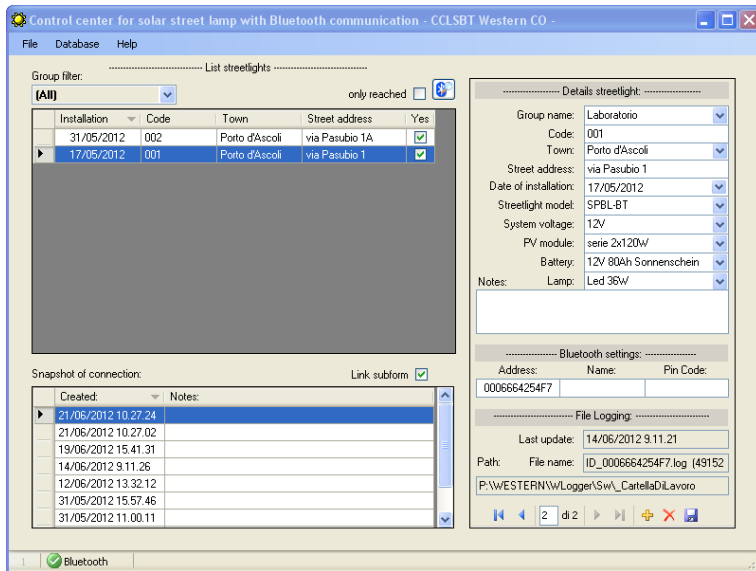 Control center for solar street lamp with Bluetooth communication - CCLSBT Western CO -
File Database Help
List streetlights
Group filter:
(All)
only reached
Installation Code Town Street address Yes
31/05/2012 002 Porto d'Ascoli via Pasubio 1A
17/05/2012 001 Porto d'Ascoli via Pasubio 1
Snapshot of connection:
Link subform
Created: Notes:
21/06/2012 10.27.24
21/06/2012 10.27.02
19/06/2012 15.41.31
14/06/2012 9.11.26
12/06/2012 13.32.12
31/05/2012 15.57.46
31/05/2012 11.00.11
Details streetlight:
Group name: Laboratorio
Code: 001
Town: Porto d'Ascoli
Street address: via Pasubio 1
Date of installation: 17/05/2012
Streetlight model: SPBL-BT
System voltage: 12V
PV module: serie 2x120W
Battery: 12V 80Ah Sonnenschein
Notes: Lamp: Led 36W
Bluetooth settings:
Address: Name: Pin Code:
0006664254F7
File Logging:
Last update: 14/06/2012 9.11.21
Path: File name: ID_0006664254F7.log (49152
P:\WESTERN\WLogger\Sw\_CartellaDiLavoro
2 di 2
1 Bluetooth